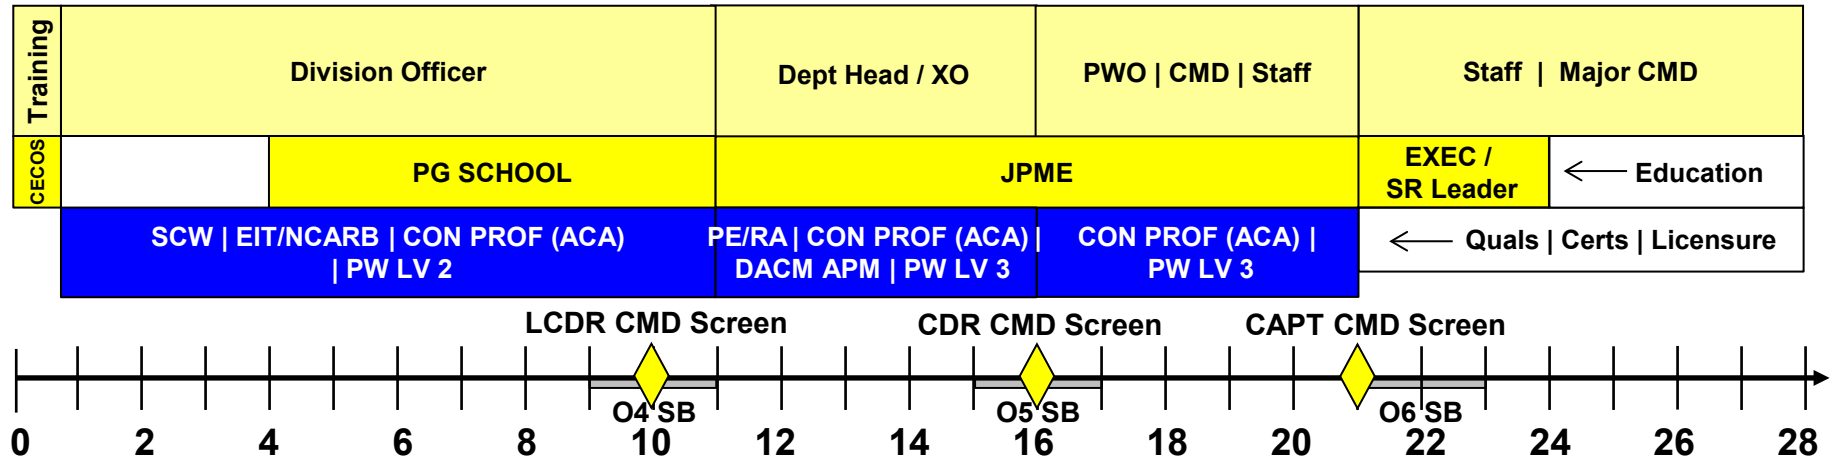 Training
Division Officer
Dept Head / XO
PWO | CMD | Staff
Staff | Major CMD
CECOS
PG SCHOOL
JPME
EXEC /
SR Leader
Education
SCW | EIT/NCARB | CON PROF (ACA)
| PW LV 2
PE/RA | CON PROF (ACA) |
DACM APM | PW LV 3
CON PROF (ACA) |
PW LV 3
Quals | Certs | Licensure
LCDR CMD Screen
CDR CMD Screen
CAPT CMD Screen
O4 SB
O5 SB
O6 SB
0 2 4 6 8 10 12 14 16 18 20 22 24 26 28